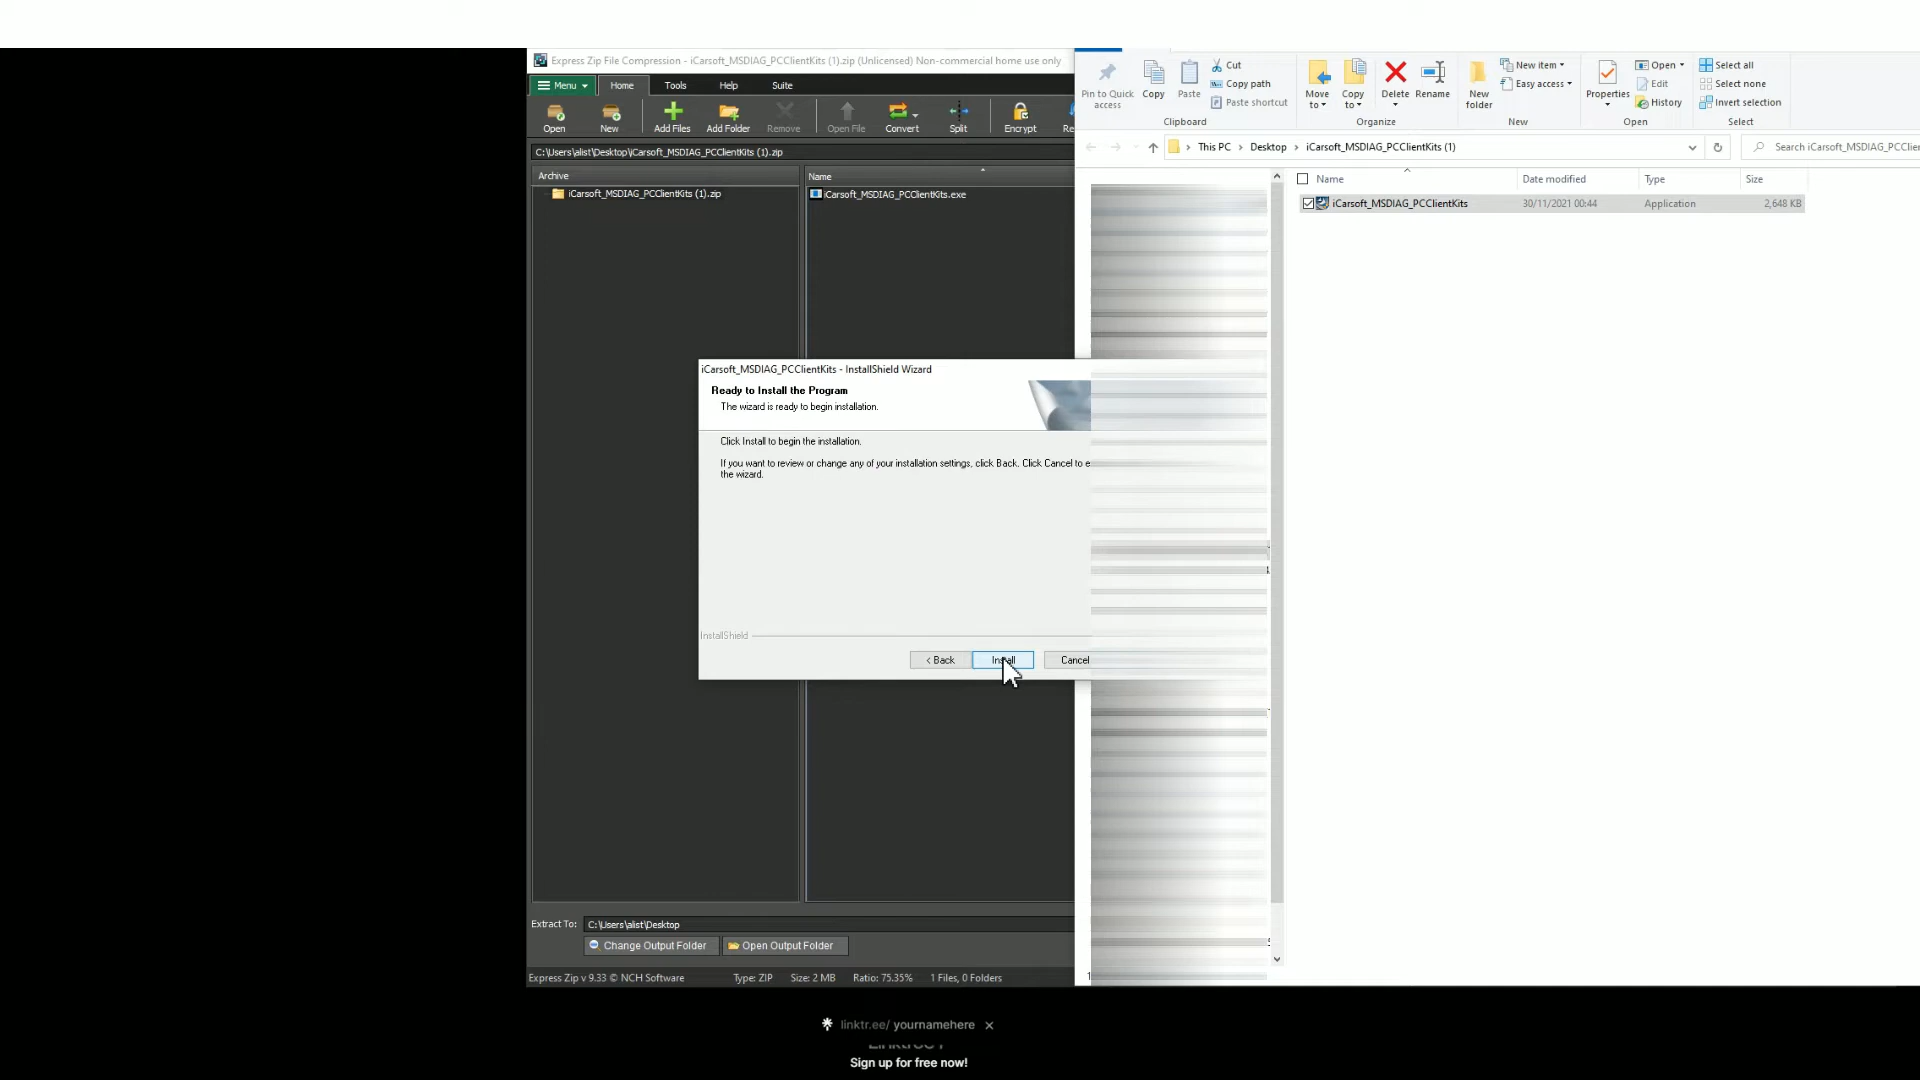 Express Zip File Compression - iCarsoft_MSDIAG_PCClientKits (1).zip (Unlicensed) Non-commercial home use only
Menu Home Tools Help Suite
Open New Add Files Add Folder Remove Open File Convert Split Encrypt
C:\Users\alist\Desktop\iCarsoft_MSDIAG_PCClientKits (1).zip
Archive
iCarsoft_MSDIAG_PCClientKits (1).zip
Name
iCarsoft_MSDIAG_PCClientKits.exe
Pin to Quick access
Copy
Paste
Cut
Copy path
Paste shortcut
Clipboard
Move to
Copy to
Delete
Rename
Organize
New folder
New item
Easy access
New
Properties
Open
Edit
History
Open
Select all
Select none
Invert selection
Select
This PC > Desktop > iCarsoft_MSDIAG_PCClientKits (1)
Search iCarsoft_MSDIAG_PCClie
Name Date modified Type Size
iCarsoft_MSDIAG_PCClientKits 30/11/2021 00:44 Application 2,648 KB
iCarsoft_MSDIAG_PCClientKits - InstallShield Wizard
Ready to Install the Program
The wizard is ready to begin installation.
Click Install to begin the installation.
If you want to review or change any of your installation settings, click Back. Click Cancel to e
the wizard.
InstallShield
< Back Install Cancel
Extract To: C:\Users\alist\Desktop
Change Output Folder Open Output Folder
Express Zip v 9.33 © NCH Software Type: ZIP Size: 2 MB Ratio: 75.35% 1 Files, 0 Folders
linktr.ee/ yournamehere ×
Sign up for free now!